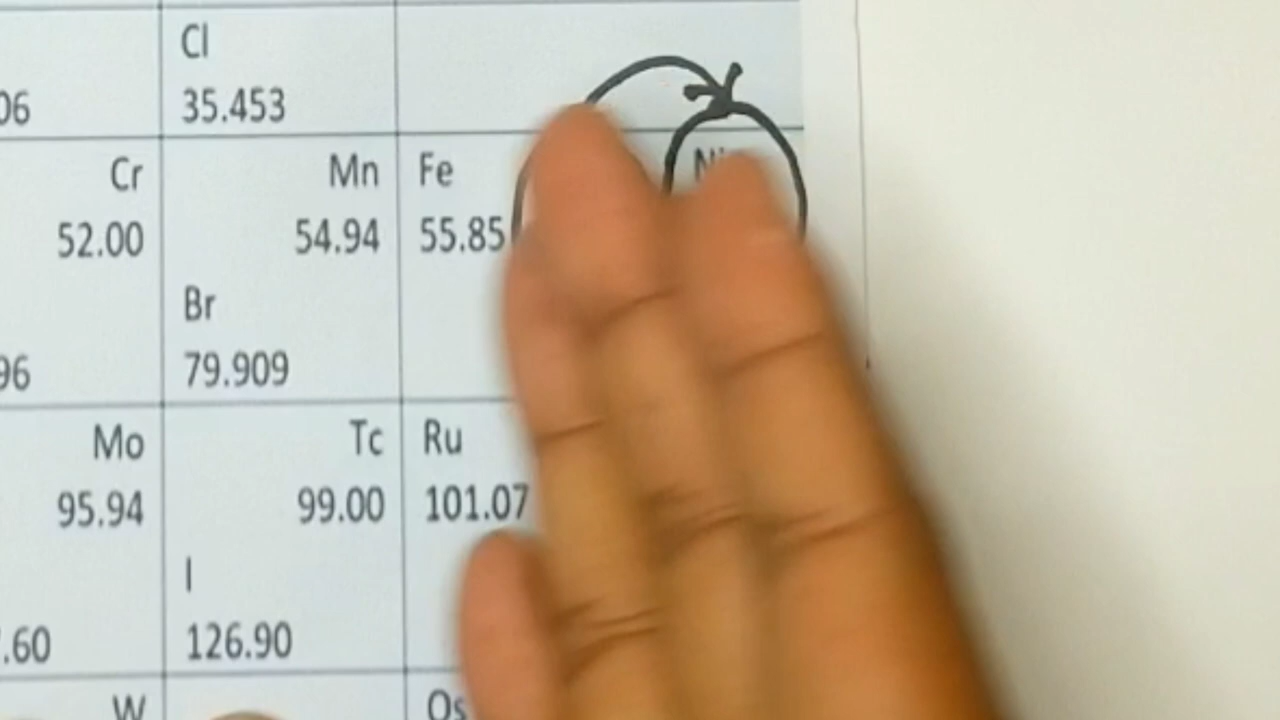 Cl
06 35.453
Cr Mn Fe Ni
52.00 54.94 55.85
Br
96 79.909
Mo Tc Ru
95.94 99.00 101.07
I
.60 126.90
W Os